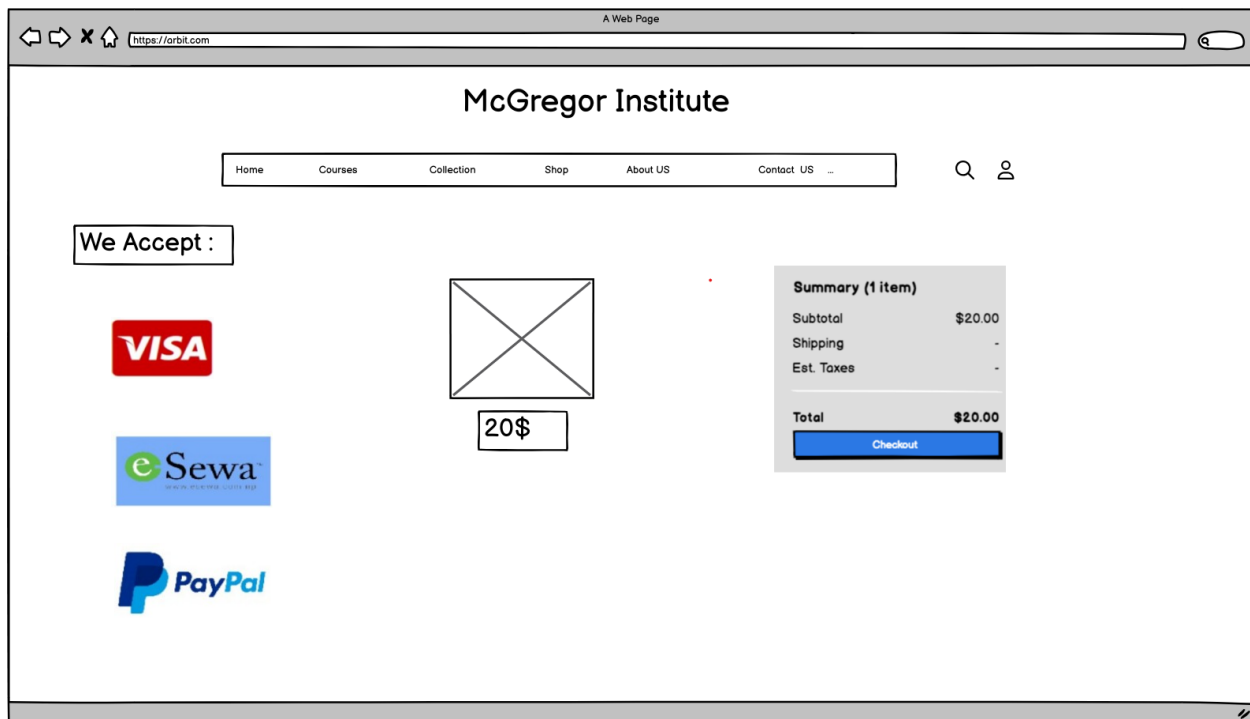 A Web Page
https://arbit.com
McGregor Institute
Home Courses Collection Shop About US Contact US ...
We Accept :
VISA
eSewa
PayPal
20$
Summary (1 item)
Subtotal $20.00
Shipping -
Est. Taxes -
Total $20.00
Checkout